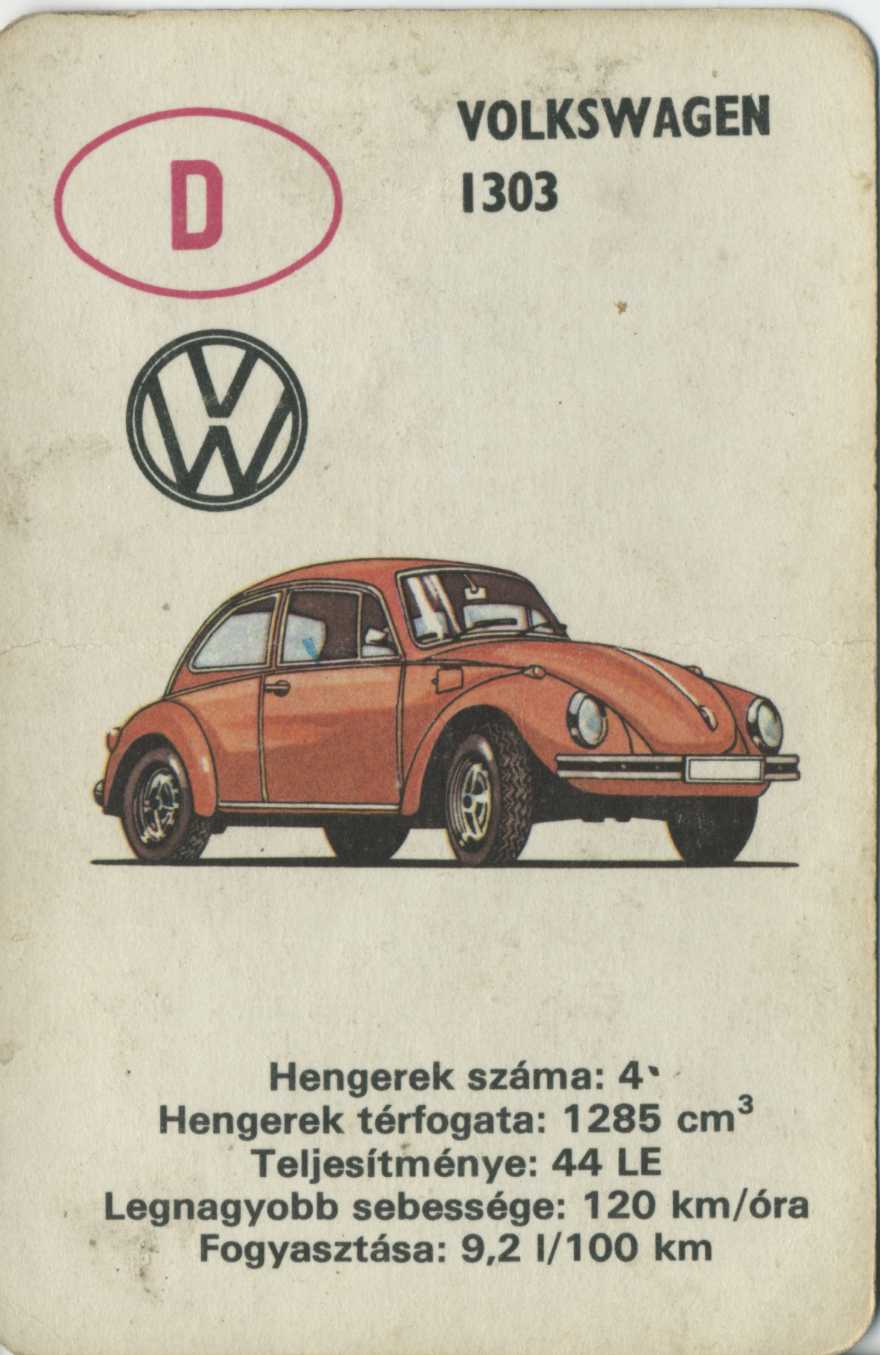 D
VOLKSWAGEN
1303
VW
Hengerek száma: 4
Hengerek térfogata: 1285 cm³
Teljesítménye: 44 LE
Legnagyobb sebessége: 120 km/óra
Fogyasztása: 9,2 l/100 km